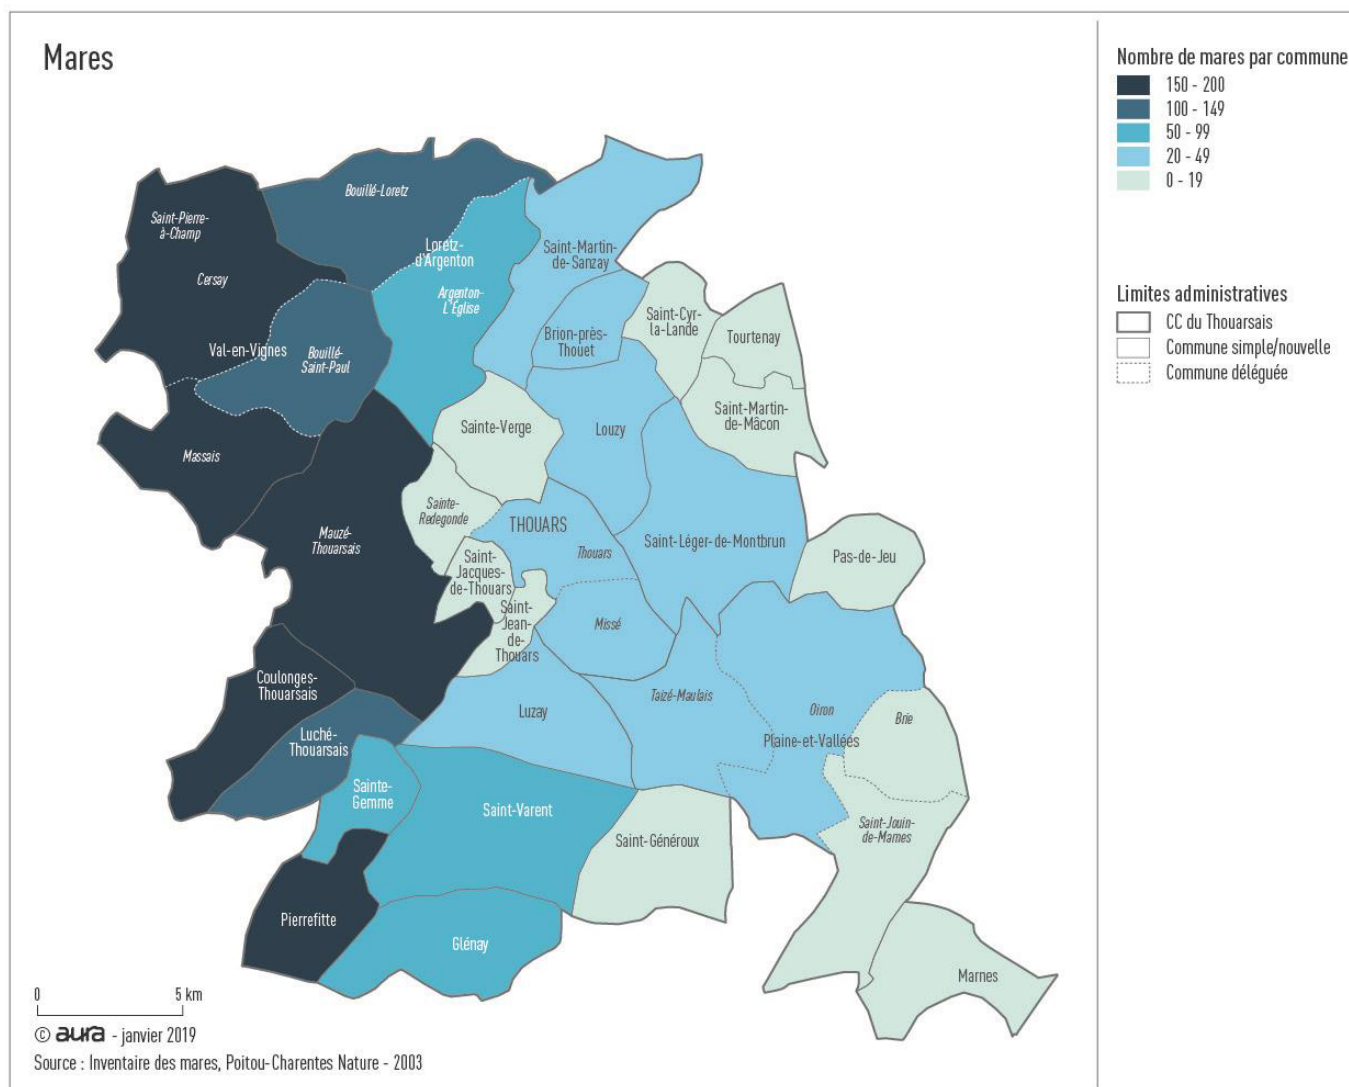 Mares
Nombre de mares par commune
150 - 200
100 - 149
50 - 99
20 - 49
0 - 19
Limites administratives
CC du Thouarsais
Commune simple/nouvelle
Commune déléguée
Bouillé-Loretz
Saint-Pierre-
à-Champ
Cersay
Loretz-
d'Argenton
Argenton-
L'Église
Saint-Martin-
de-Sanzay
Brion-près-
Thouet
Saint-Cyr-
la-Lande
Tourtenay
Val-en-Vignes
Bouillé-
Saint-Paul
Saint-Martin-
de-Mâcon
Sainte-Verge
Louzy
Massais
Sainte-
Redegonde
THOUARS
Thouars
Mauzé-
Thouarsais
Saint-Léger-de-Montbrun
Pas-de-Jeu
Saint-
Jacques-
de-Thouars
Saint-
Jean-
de-
Thouars
Missé
Coulonges-
Thouarsais
Luzay
Taizé-Maulais
Oiron
Brie
Plaine-et-Vallées
Luché-
Thouarsais
Sainte-
Gemme
Saint-Varent
Saint-Généroux
Saint-Jouin-
de-Marnes
Pierrefitte
Glénay
Marnes
0 5 km
© aura - janvier 2019
Source : Inventaire des mares, Poitou-Charentes Nature - 2003